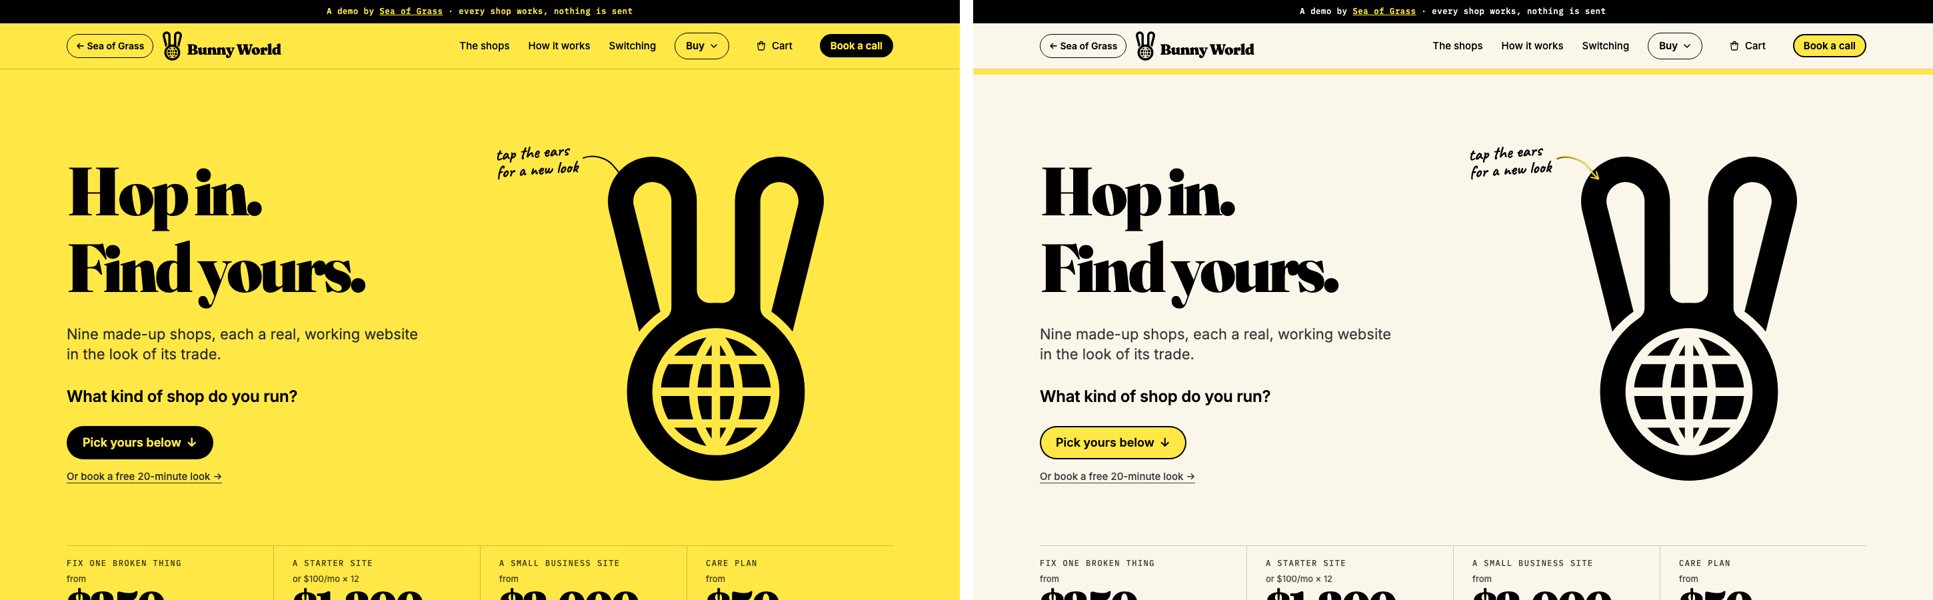 A demo by Sea of Grass · every shop works, nothing is sent
← Sea of Grass Bunny World The shops How it works Switching Buy Cart Book a call
tap the ears
for a new look
Hop in.
Find yours.
Nine made-up shops, each a real, working website
in the look of its trade.
What kind of shop do you run?
Pick yours below ↓
Or book a free 20-minute look →
FIX ONE BROKEN THING A STARTER SITE A SMALL BUSINESS SITE CARE PLAN
from or $100/mo × 12 from from
A demo by Sea of Grass · every shop works, nothing is sent
← Sea of Grass Bunny World The shops How it works Switching Buy Cart Book a call
tap the ears
for a new look
Hop in.
Find yours.
Nine made-up shops, each a real, working website
in the look of its trade.
What kind of shop do you run?
Pick yours below ↓
Or book a free 20-minute look →
FIX ONE BROKEN THING A STARTER SITE A SMALL BUSINESS SITE CARE PLAN
from or $100/mo × 12 from from